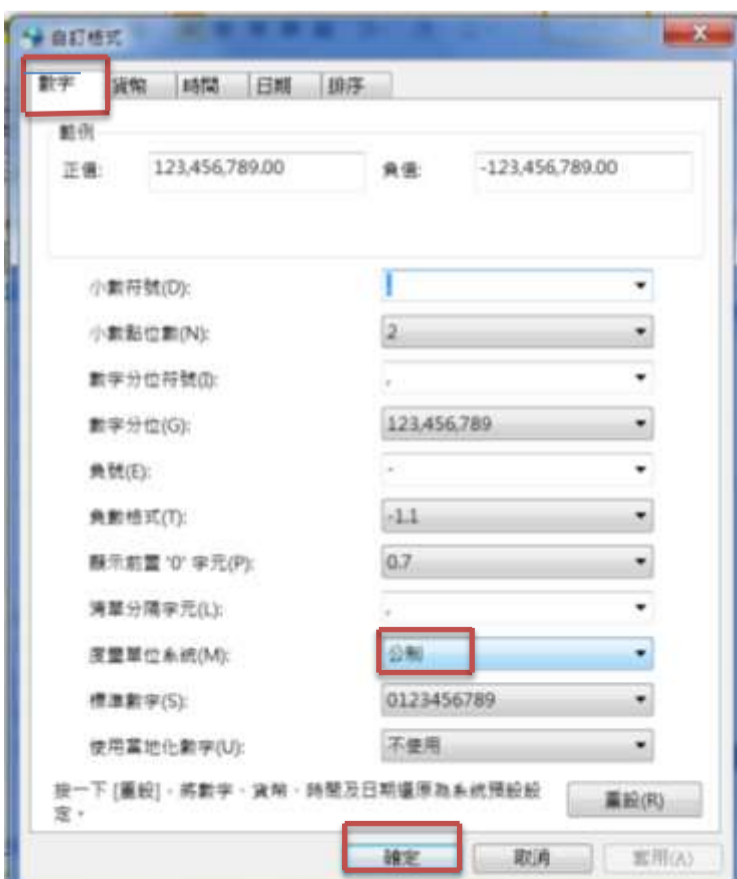 自訂格式
數字 貨幣 時間 日期 排序
範例
正值: 123,456,789.00 負值: -123,456,789.00
小數符號(D):
小數點位數(N): 2
數字分位符號(I): ,
數字分位(G): 123,456,789
負號(E): -
負數格式(T): -1.1
顯示前置 '0' 字元(P): 0.7
清單分隔字元(L): ,
度量單位系統(M): 公制
標準數字(S): 0123456789
使用當地化數字(U): 不使用
按一下 [重設],將數字、貨幣、時間及日期還原為系統預設設
定。 重設(R)
確定 取消 套用(A)